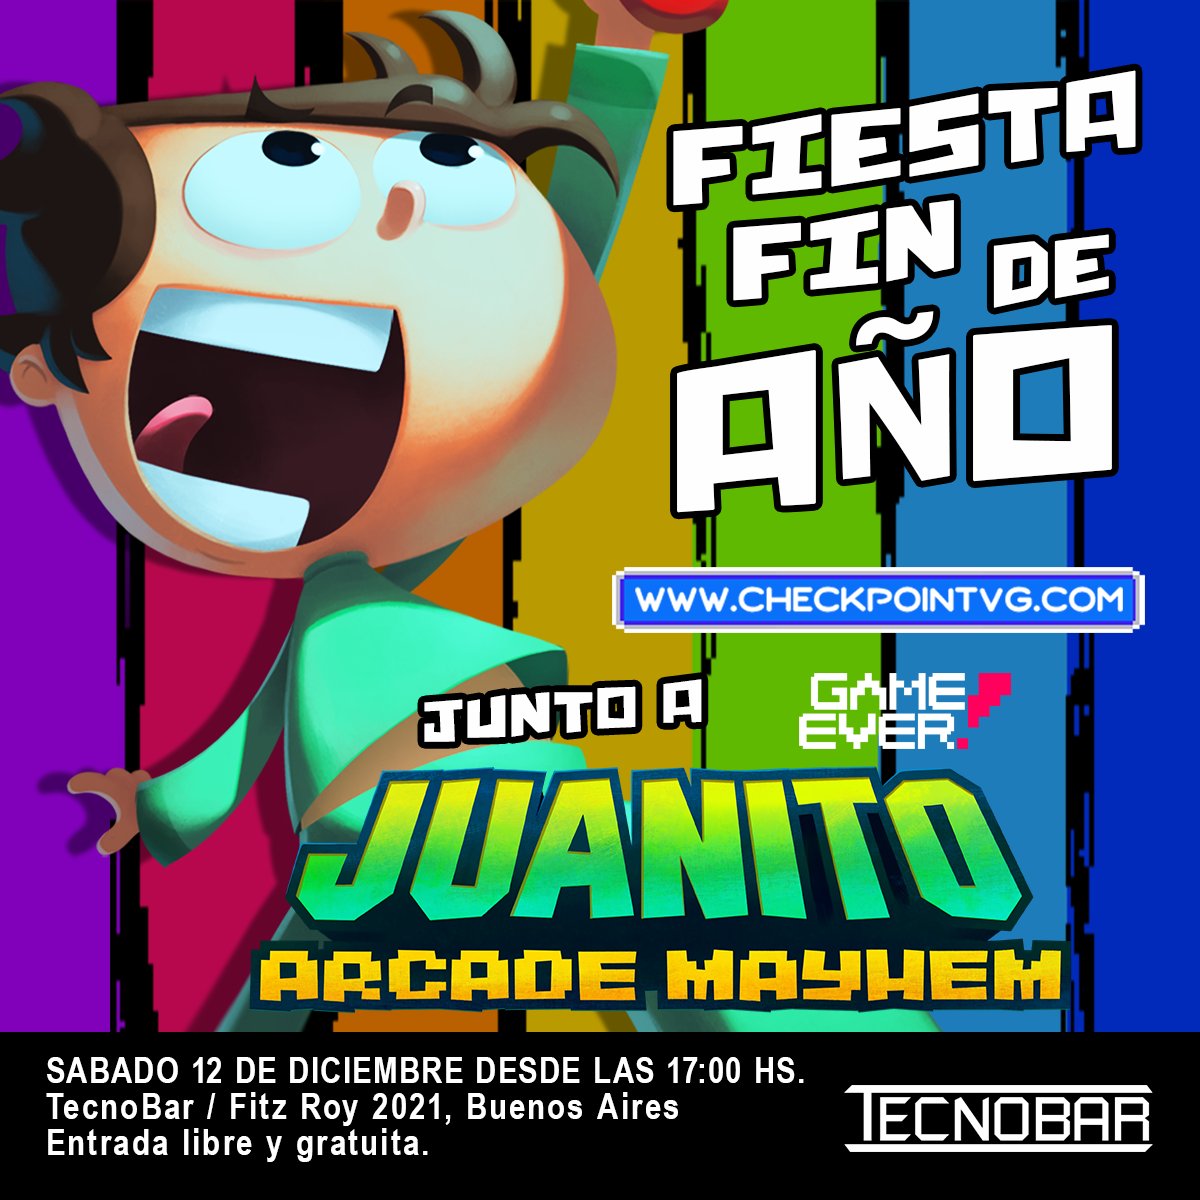 FIESTA
FIN DE
AÑO
WWW.CHECKPOINTVG.COM
JUNTO A
GAME
EVER!
JUANITO
ARCADE MAYHEM
SABADO 12 DE DICIEMBRE DESDE LAS 17:00 HS.
TecnoBar / Fitz Roy 2021, Buenos Aires
Entrada libre y gratuita.
TECNOBAR